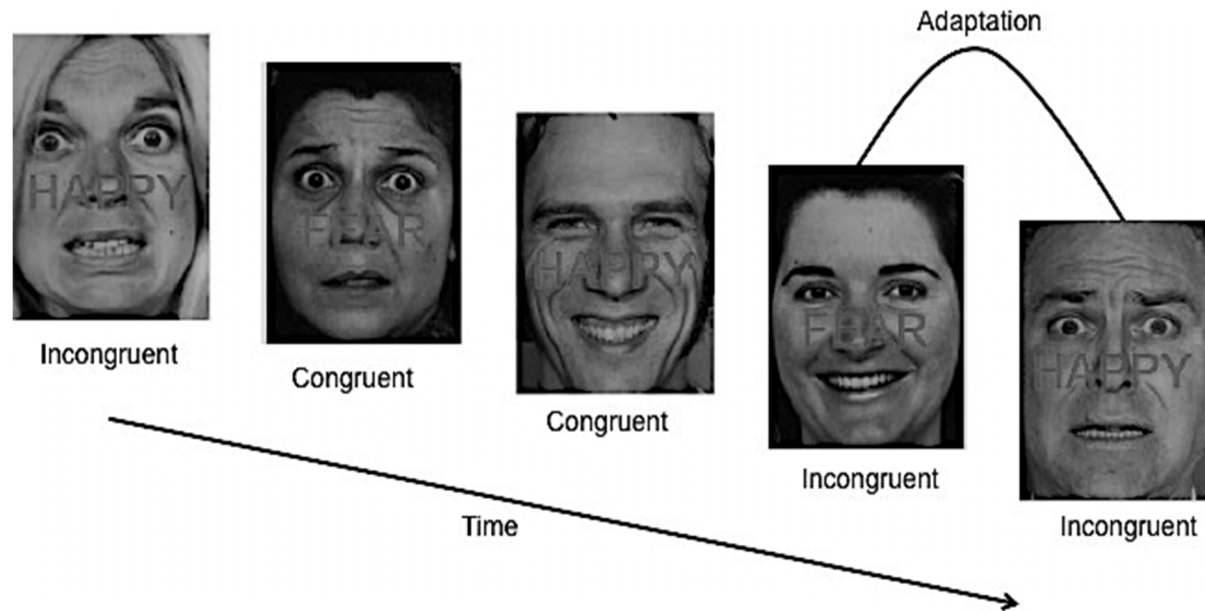 Adaptation
HAPPY
FEAR
HAPPY
FEAR
HAPPY
Incongruent
Congruent
Congruent
Incongruent
Incongruent
Time